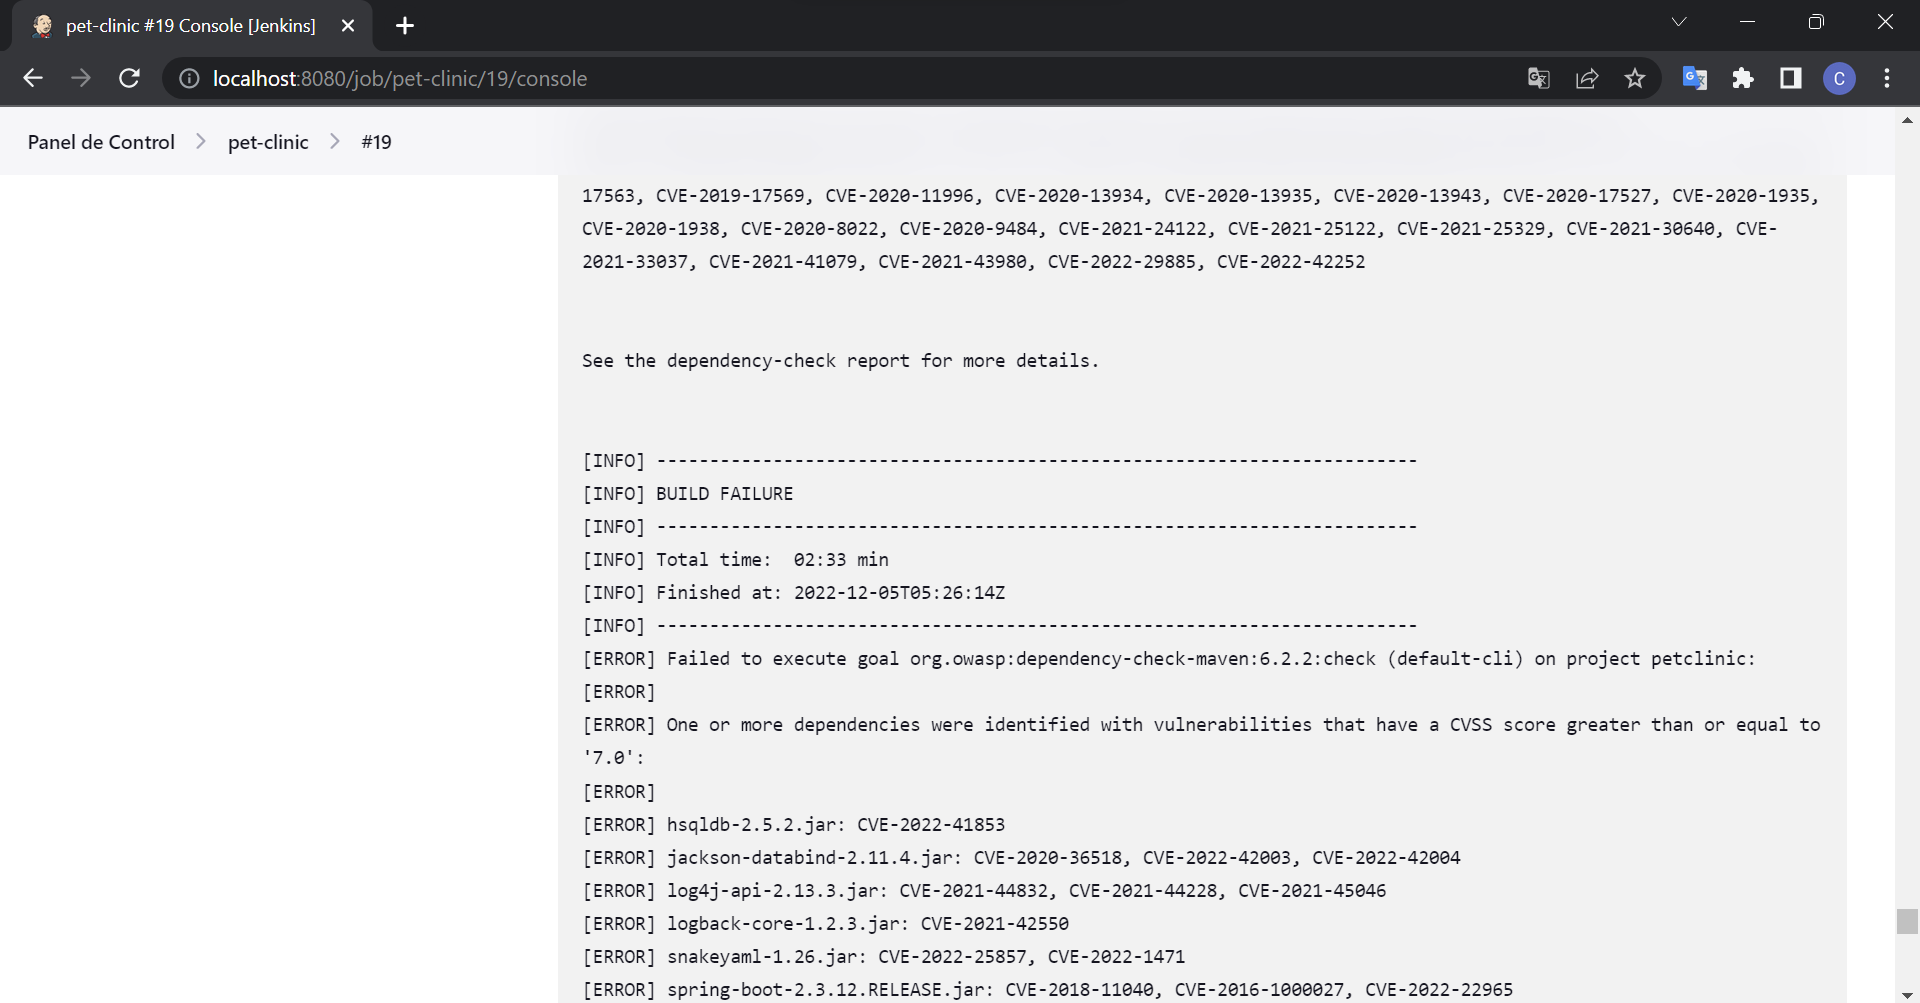 pet-clinic #19 Console [Jenkins]
localhost:8080/job/pet-clinic/19/console
C
Panel de Control > pet-clinic > #19
17563, CVE-2019-17569, CVE-2020-11996, CVE-2020-13934, CVE-2020-13935, CVE-2020-13943, CVE-2020-17527, CVE-2020-1935,
CVE-2020-1938, CVE-2020-8022, CVE-2020-9484, CVE-2021-24122, CVE-2021-25122, CVE-2021-25329, CVE-2021-30640, CVE-
2021-33037, CVE-2021-41079, CVE-2021-43980, CVE-2022-29885, CVE-2022-42252
See the dependency-check report for more details.
[INFO] ------------------------------------------------------------------------
[INFO] BUILD FAILURE
[INFO] ------------------------------------------------------------------------
[INFO] Total time:  02:33 min
[INFO] Finished at: 2022-12-05T05:26:14Z
[INFO] ------------------------------------------------------------------------
[ERROR] Failed to execute goal org.owasp:dependency-check-maven:6.2.2:check (default-cli) on project petclinic:
[ERROR]
[ERROR] One or more dependencies were identified with vulnerabilities that have a CVSS score greater than or equal to
'7.0':
[ERROR]
[ERROR] hsqldb-2.5.2.jar: CVE-2022-41853
[ERROR] jackson-databind-2.11.4.jar: CVE-2020-36518, CVE-2022-42003, CVE-2022-42004
[ERROR] log4j-api-2.13.3.jar: CVE-2021-44832, CVE-2021-44228, CVE-2021-45046
[ERROR] logback-core-1.2.3.jar: CVE-2021-42550
[ERROR] snakeyaml-1.26.jar: CVE-2022-25857, CVE-2022-1471
[ERROR] spring-boot-2.3.12.RELEASE.jar: CVE-2018-11040, CVE-2016-1000027, CVE-2022-22965